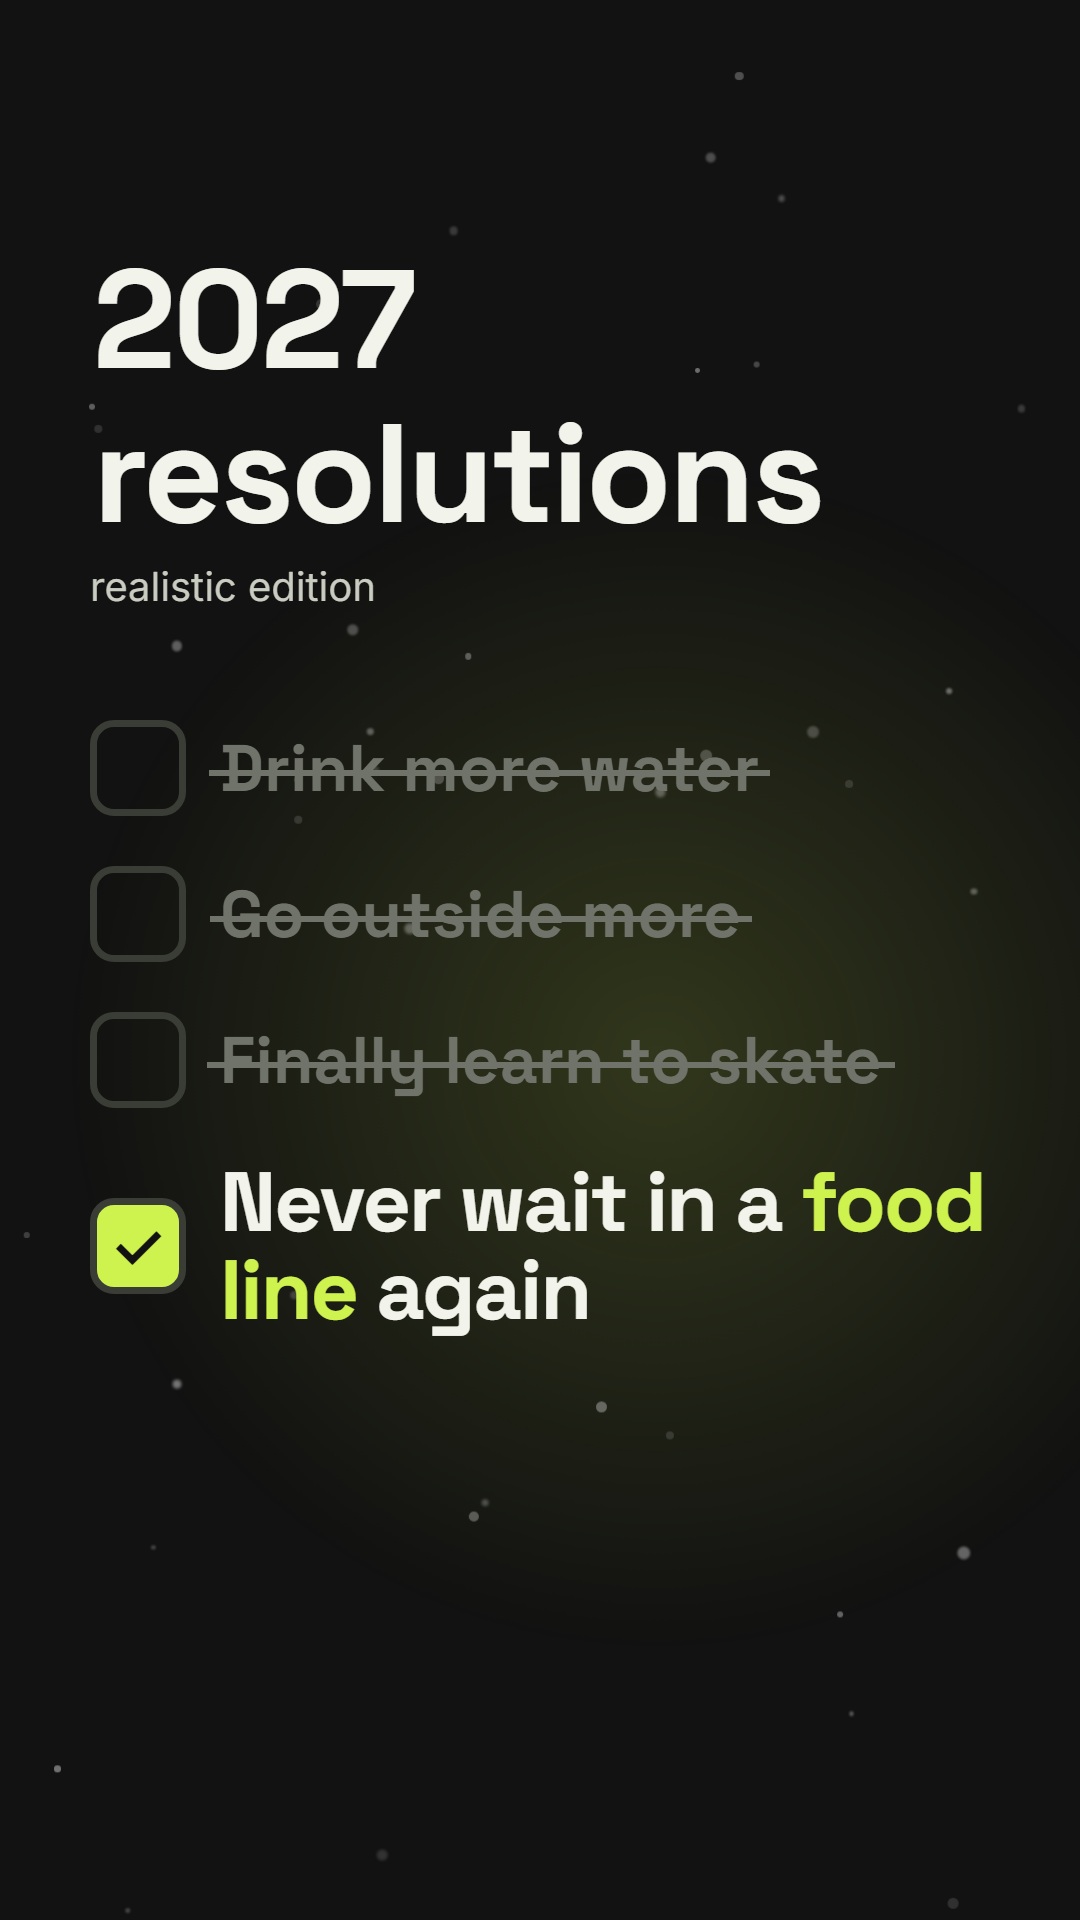 2027
resolutions
realistic edition
Drink more water
Go outside more
Finally learn to skate
Never wait in a food
line again